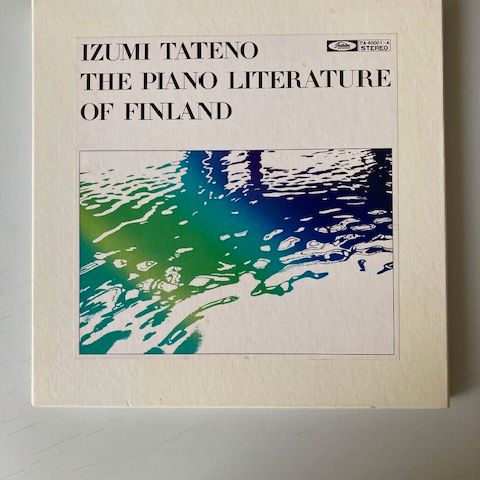 IZUMI TATENO
THE PIANO LITERATURE
OF FINLAND
STEREO